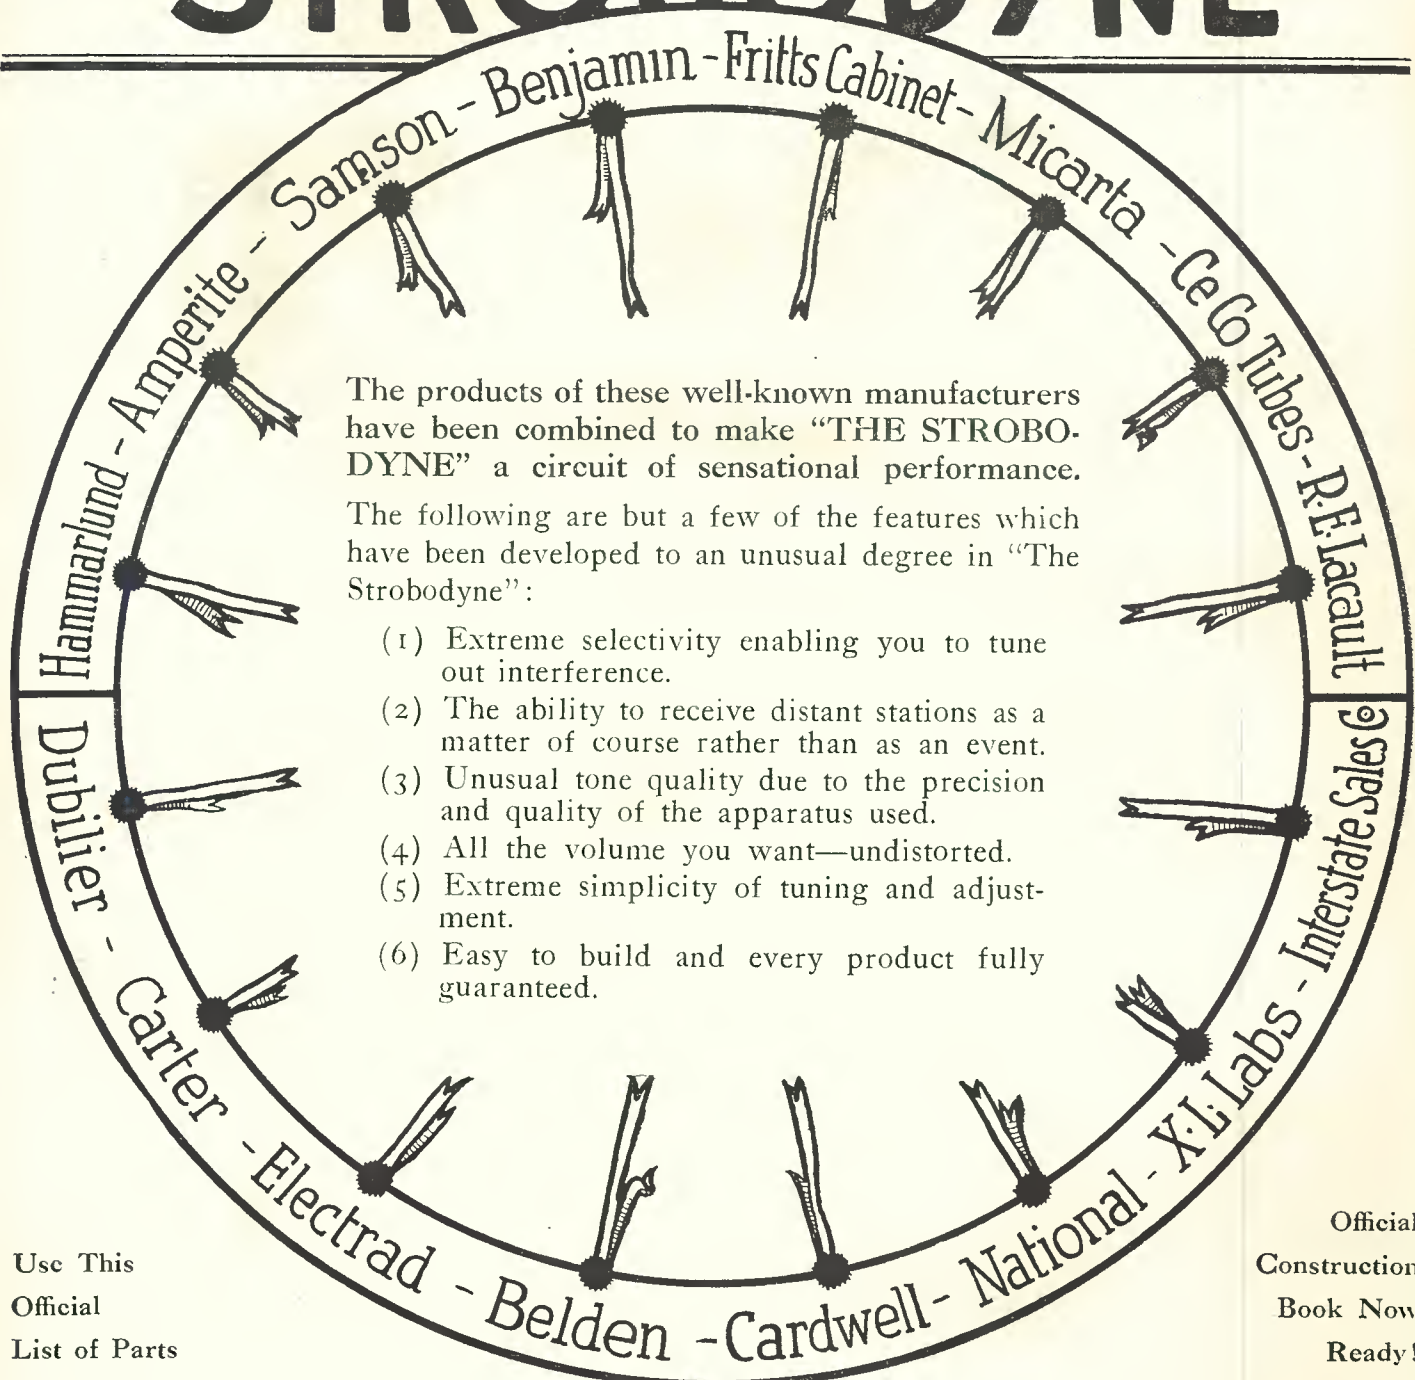 STROBODYNE
Hammarlund - Amperite - Samson - Benjamin - Fritts Cabinet - Micarta - CeCo Tubes - R.E. Lacault
The products of these well-known manufacturers
have been combined to make “THE STROBO-
DYNE” a circuit of sensational performance.
The following are but a few of the features which
have been developed to an unusual degree in “The
Strobodyne”:
(1) Extreme selectivity enabling you to tune
out interference.
(2) The ability to receive distant stations as a
matter of course rather than as an event.
(3) Unusual tone quality due to the precision
and quality of the apparatus used.
(4) All the volume you want—undistorted.
(5) Extreme simplicity of tuning and adjust-
ment.
(6) Easy to build and every product fully
guaranteed.
Dubilier - Carter - Electrad - Belden - Cardwell - National - X·L· Labs - Interstate Sales Co
Use This
Official
List of Parts
Official
Construction
Book Now
Ready!